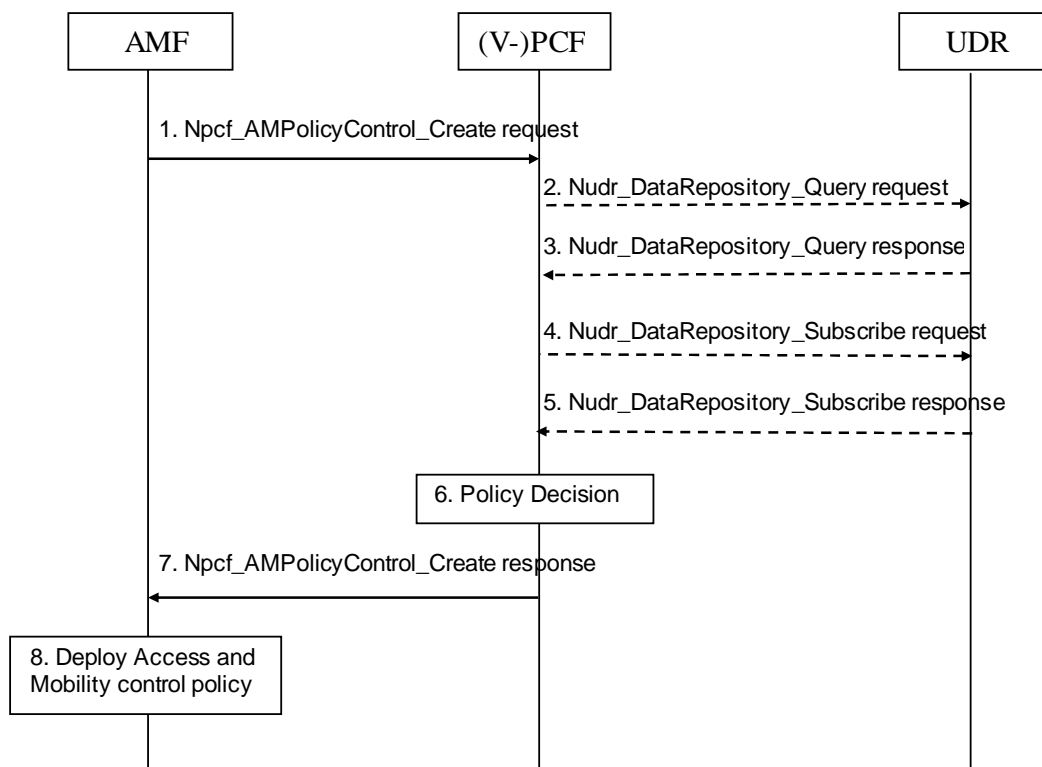 AMF
(V-)PCF
UDR
1. Npcf_AMPolicyControl_Create request
2. Nudr_DataRepository_Query request
3. Nudr_DataRepository_Query response
4. Nudr_DataRepository_Subscribe request
5. Nudr_DataRepository_Subscribe response
6. Policy Decision
7. Npcf_AMPolicyControl_Create response
8. Deploy Access and
Mobility control policy